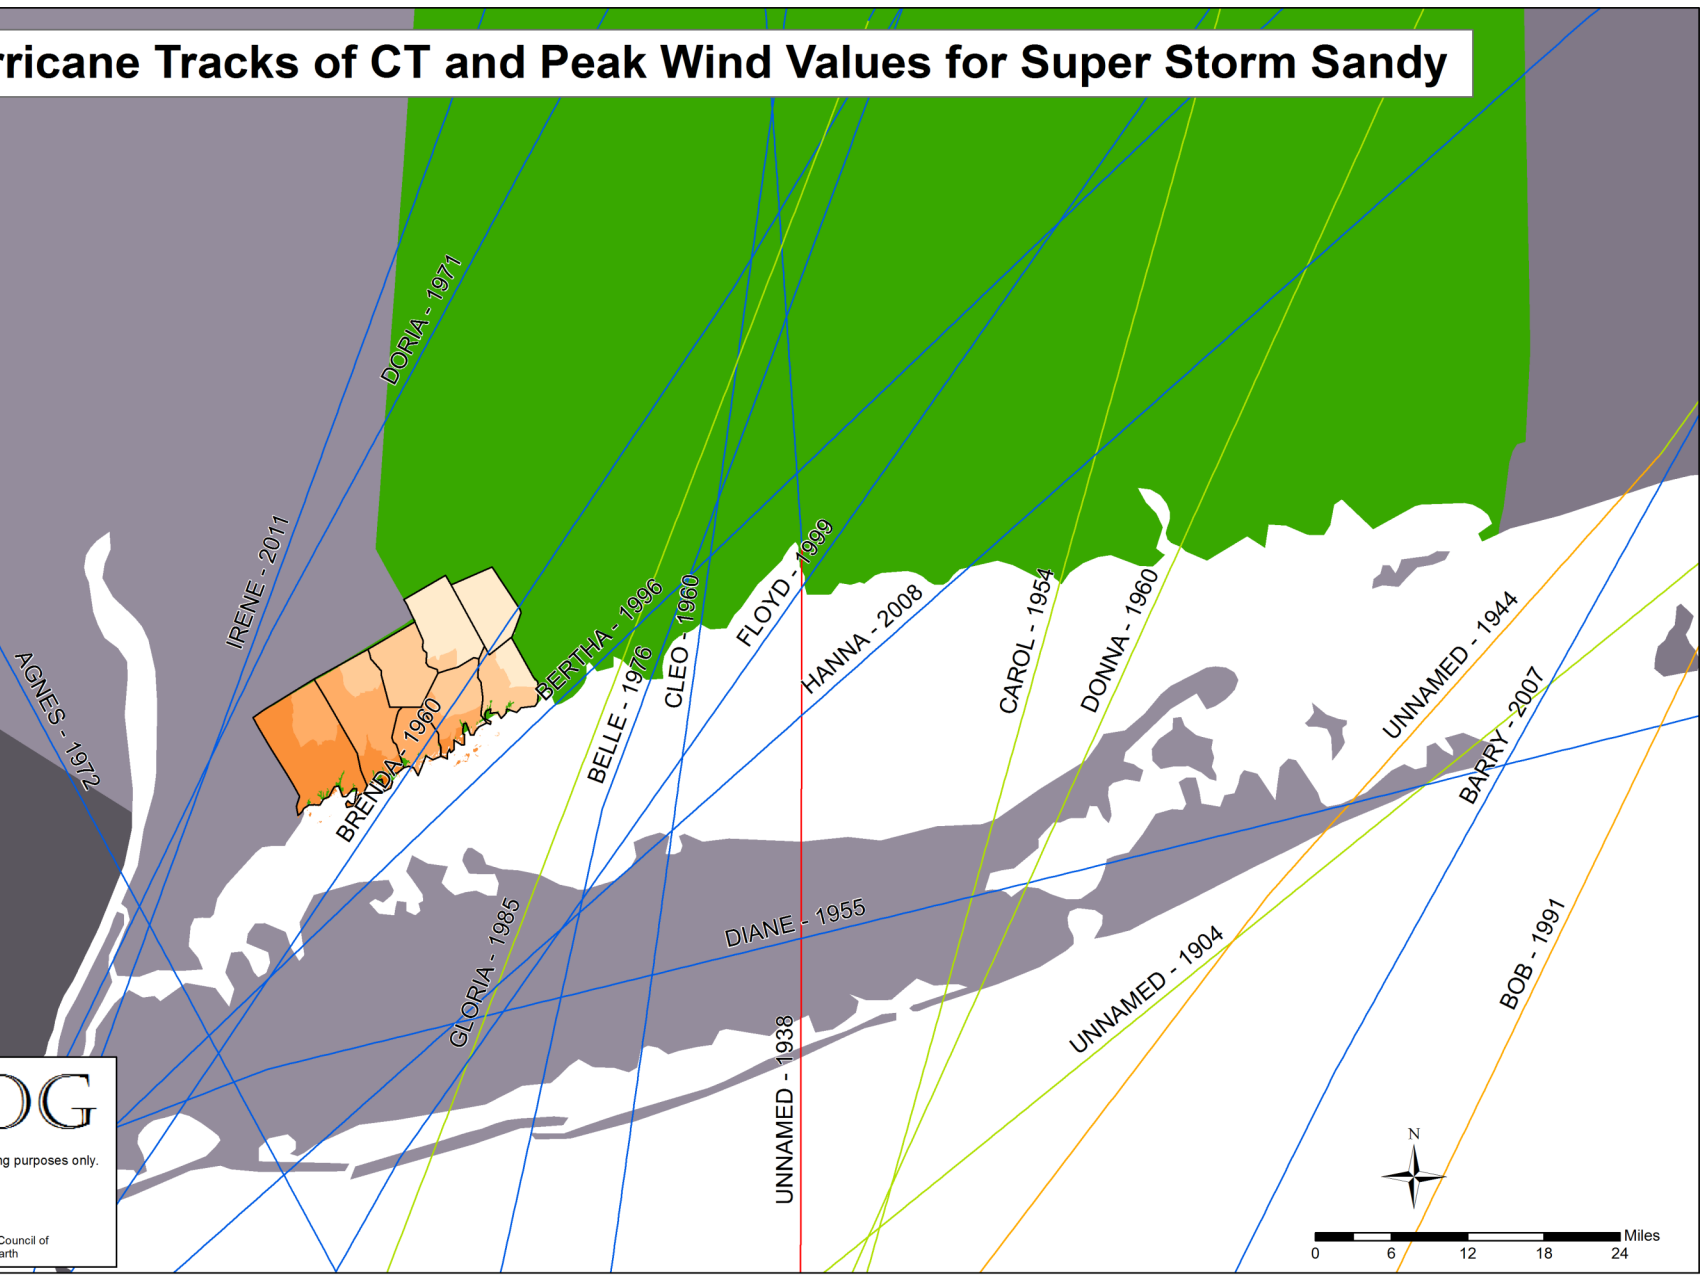 rricane Tracks of CT and Peak Wind Values for Super Storm Sandy
DORIA - 1971
IRENE - 2011
AGNES - 1972
BRENDA - 1960
BERTHA - 1996
BELLE - 1976
CLEO - 1960
FLOYD - 1999
HANNA - 2008
CAROL - 1954
DONNA - 1960
UNNAMED - 1944
BARRY - 2007
GLORIA - 1985
DIANE - 1955
UNNAMED - 1904
BOB - 1991
UNNAMED - 1938
OG
ng purposes only.
Council of
arth
N
Miles
0 6 12 18 24